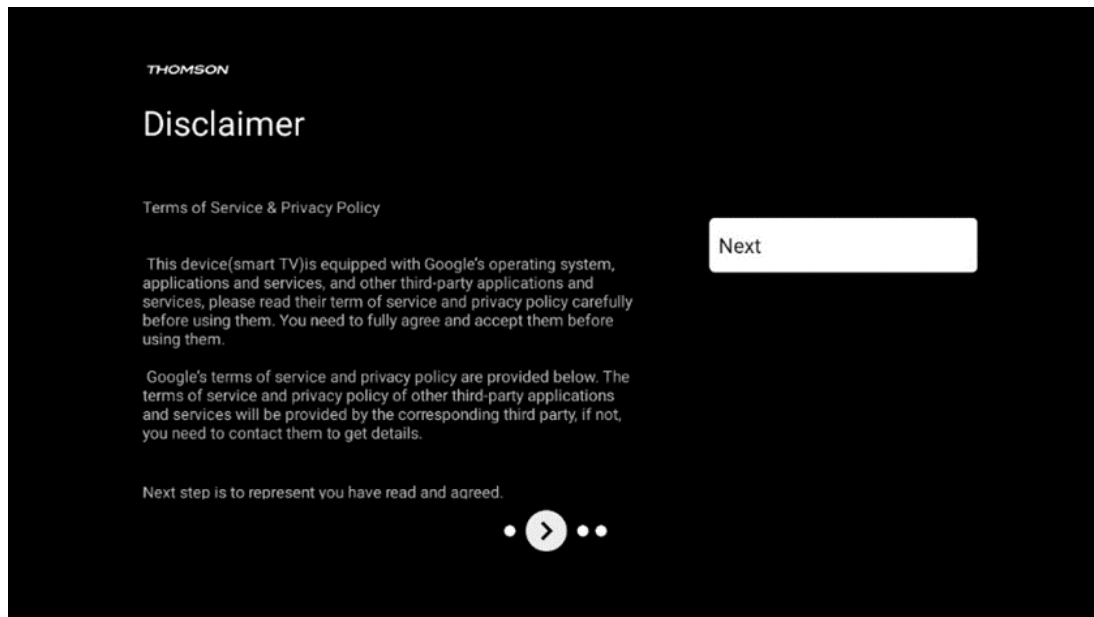 THOMSON
Disclaimer
Terms of Service & Privacy Policy
This device(smart TV)is equipped with Google's operating system,
applications and services, and other third-party applications and
services, please read their term of service and privacy policy carefully
before using them. You need to fully agree and accept them before
using them.
Google's terms of service and privacy policy are provided below. The
terms of service and privacy policy of other third-party applications
and services will be provided by the corresponding third party, if not,
you need to contact them to get details.
Next step is to represent you have read and agreed.
Next